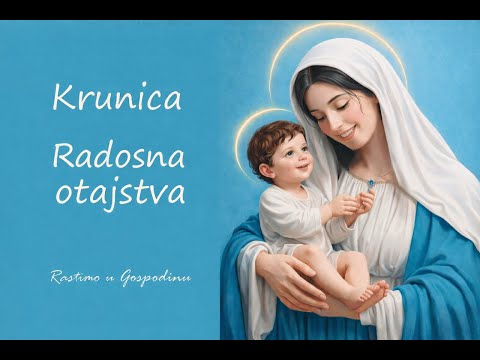 Krunica
Radosna
otajstva
Rastimo u Gospodinu